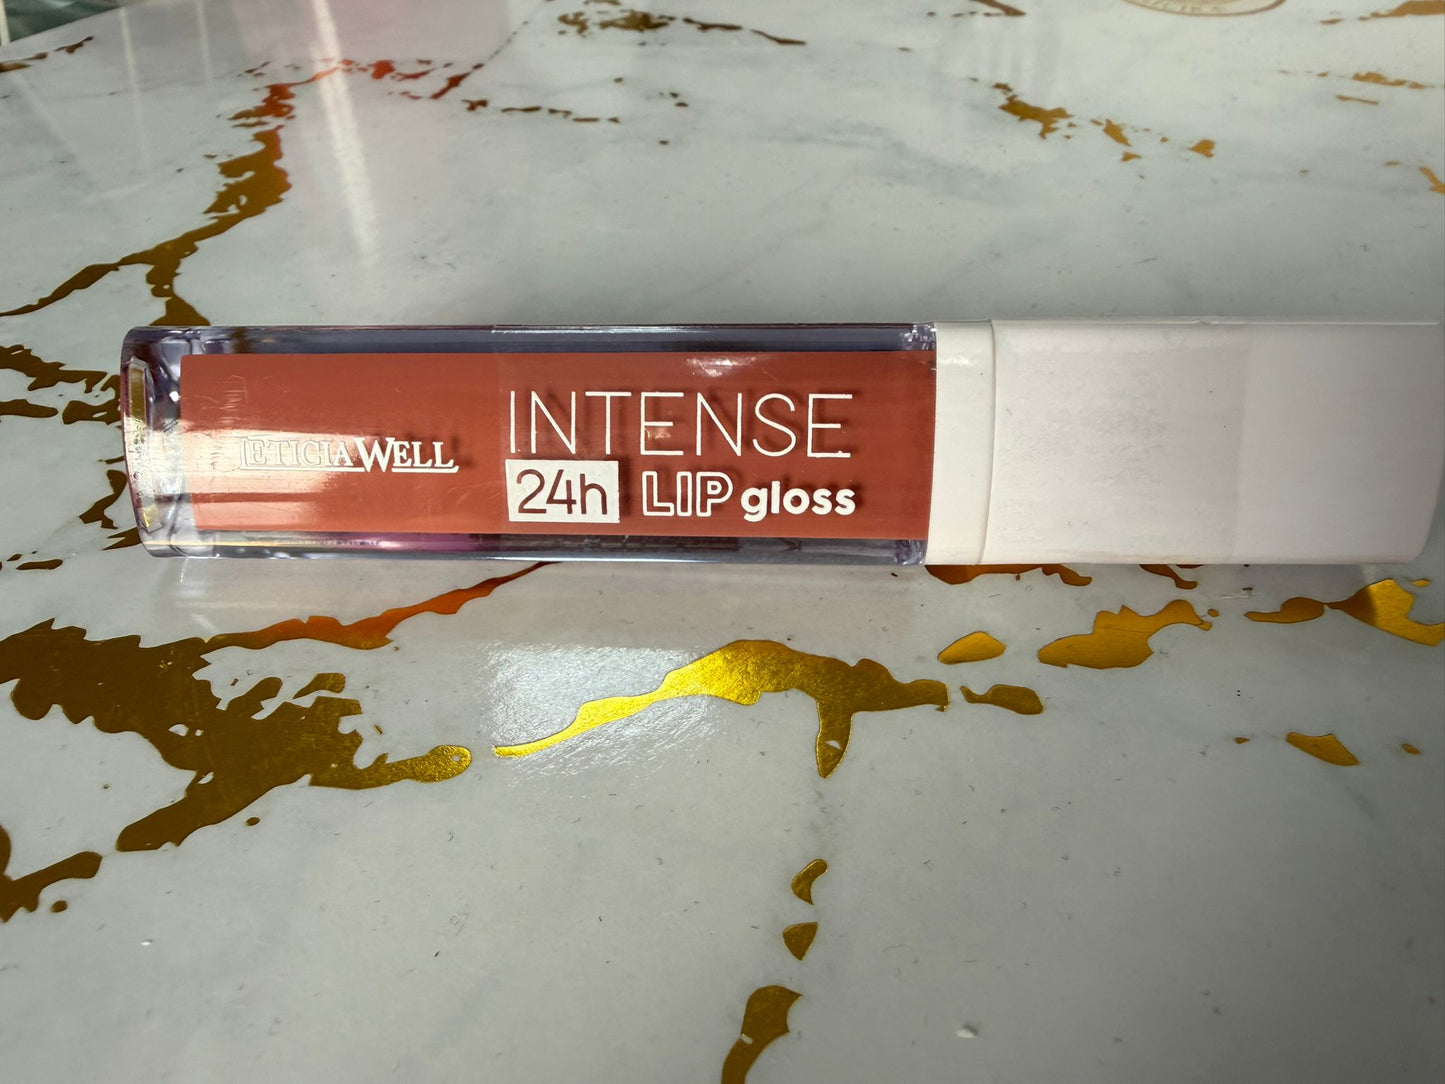 LETICIA WELL
INTENSE
24h LIP gloss